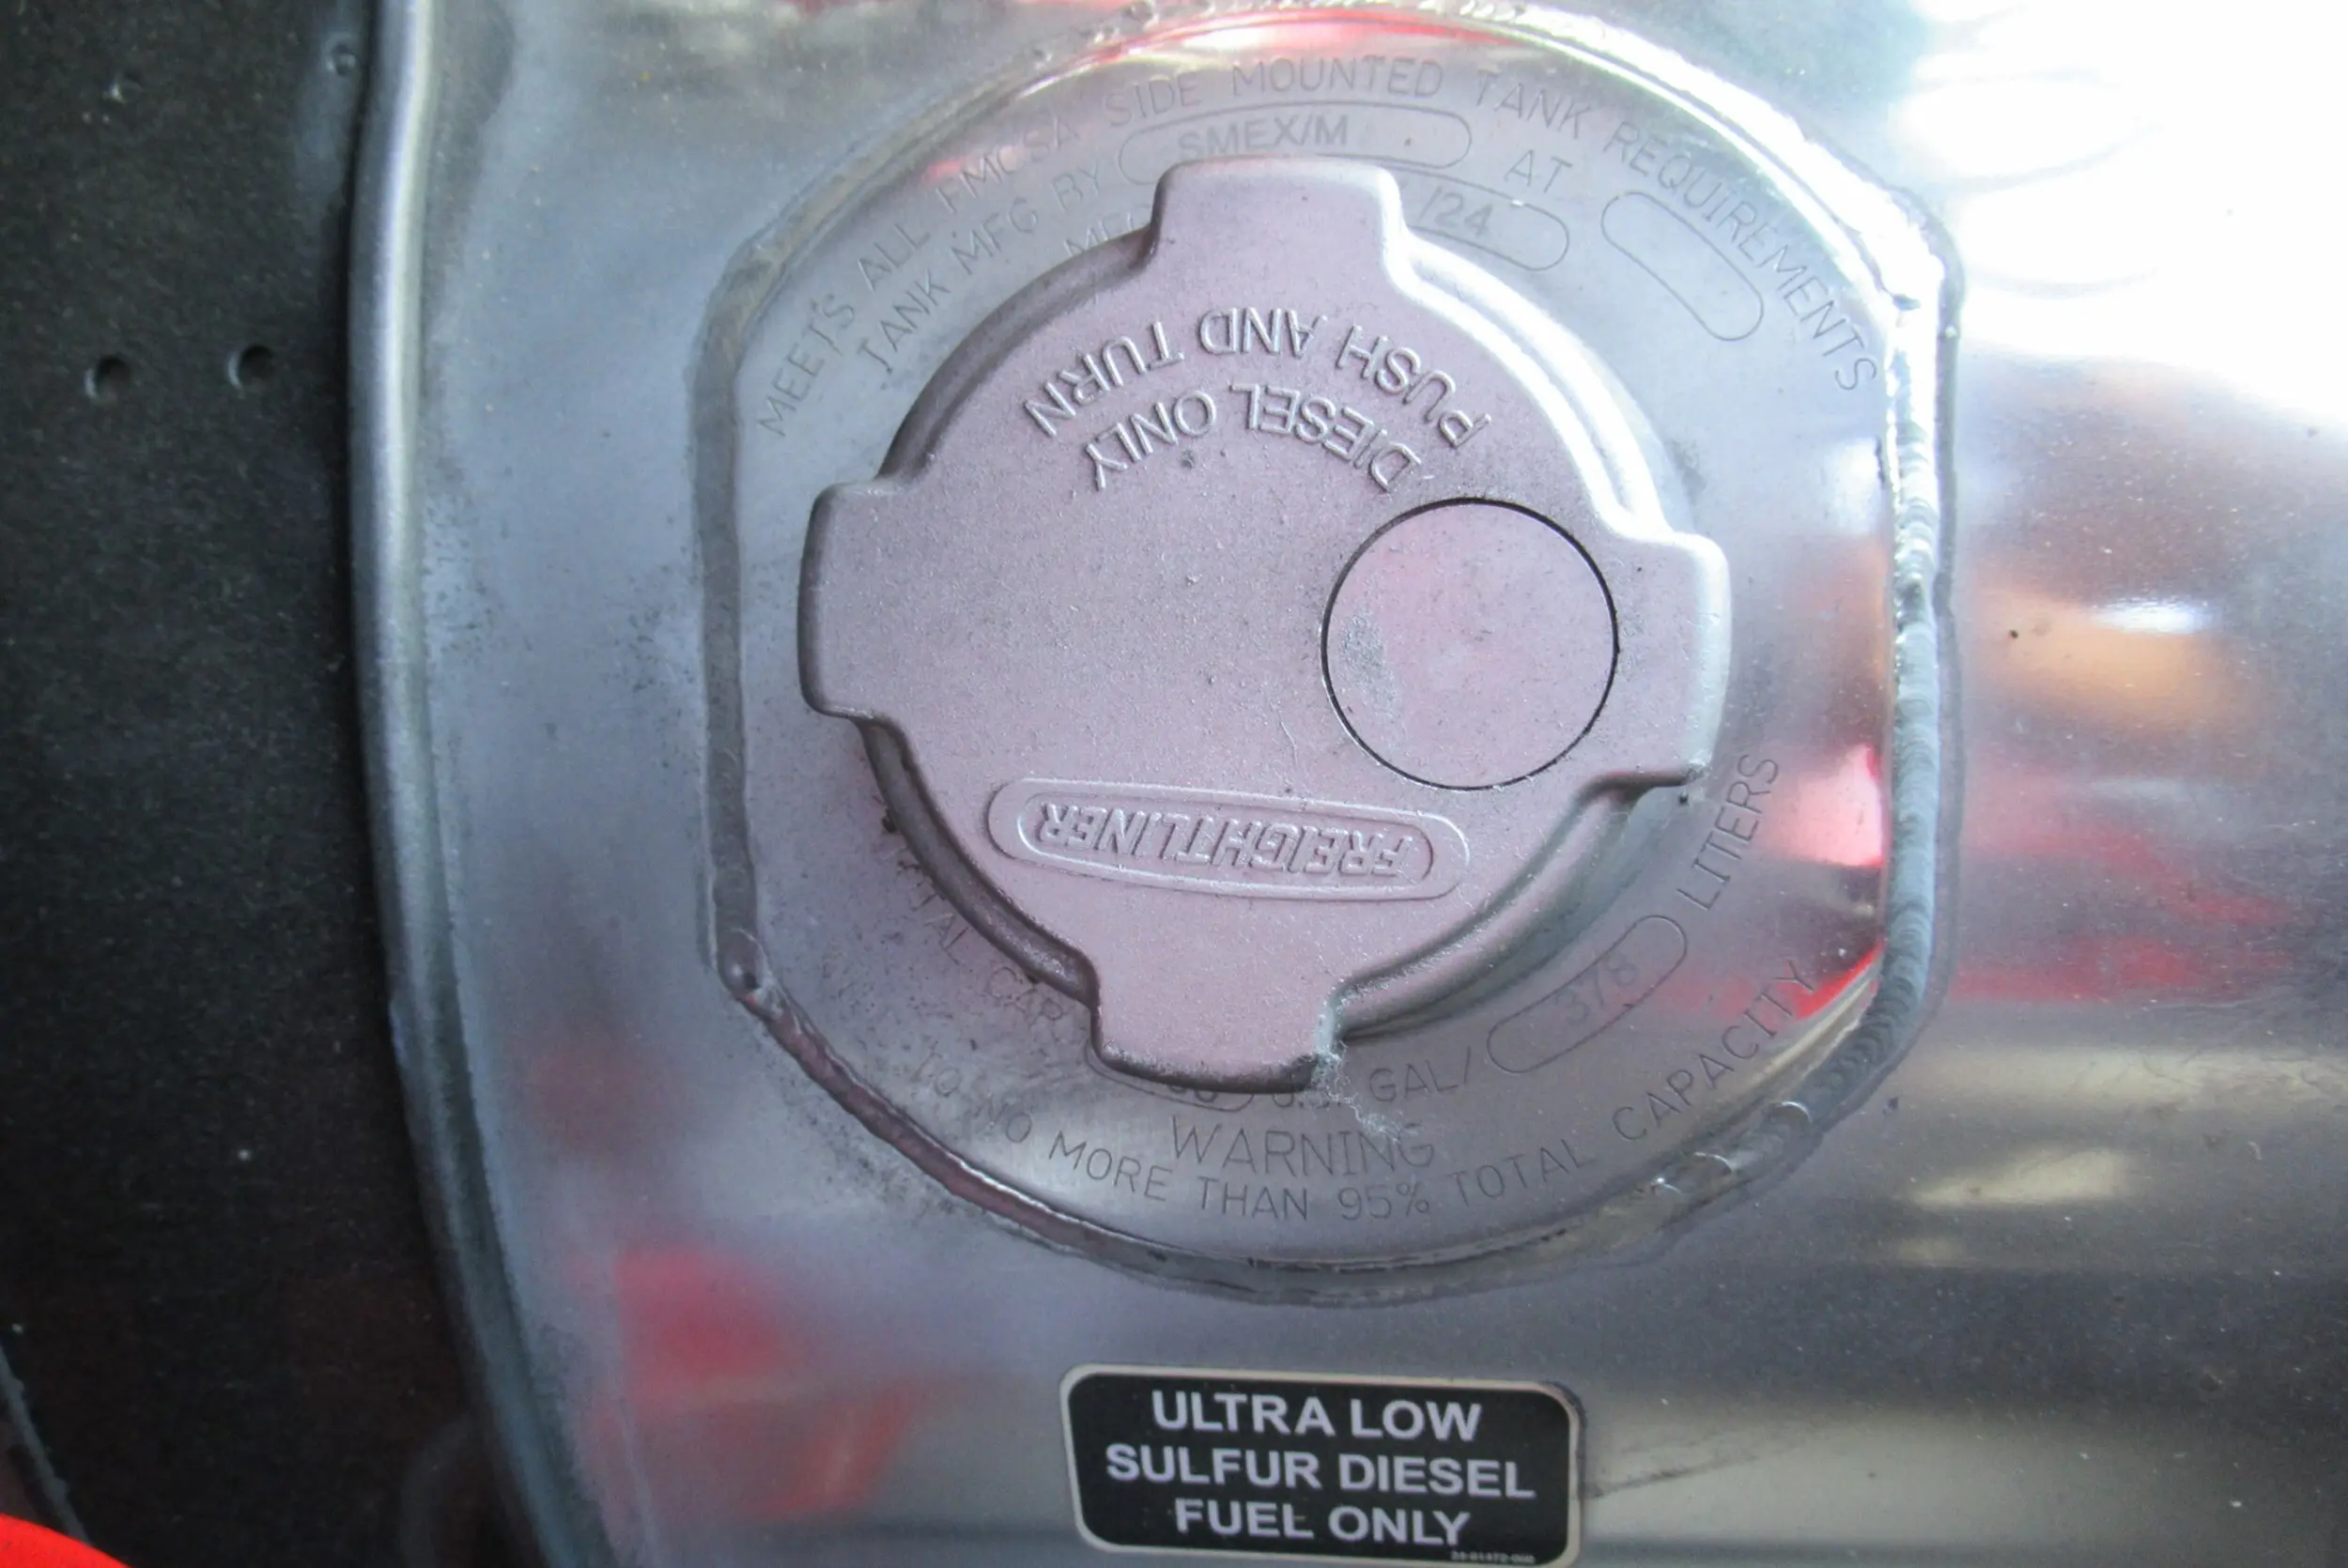 MEETS ALL FMCSA SIDE MOUNTED TANK REQUIREMENTS
TANK MFG BY SMEX/M AT
/24
PUSH AND TURN
DIESEL ONLY
FREIGHTLINER
GAL/ 378 LITERS
WARNING
TO NO MORE THAN 95% TOTAL CAPACITY
ULTRA LOW
SULFUR DIESEL
FUEL ONLY